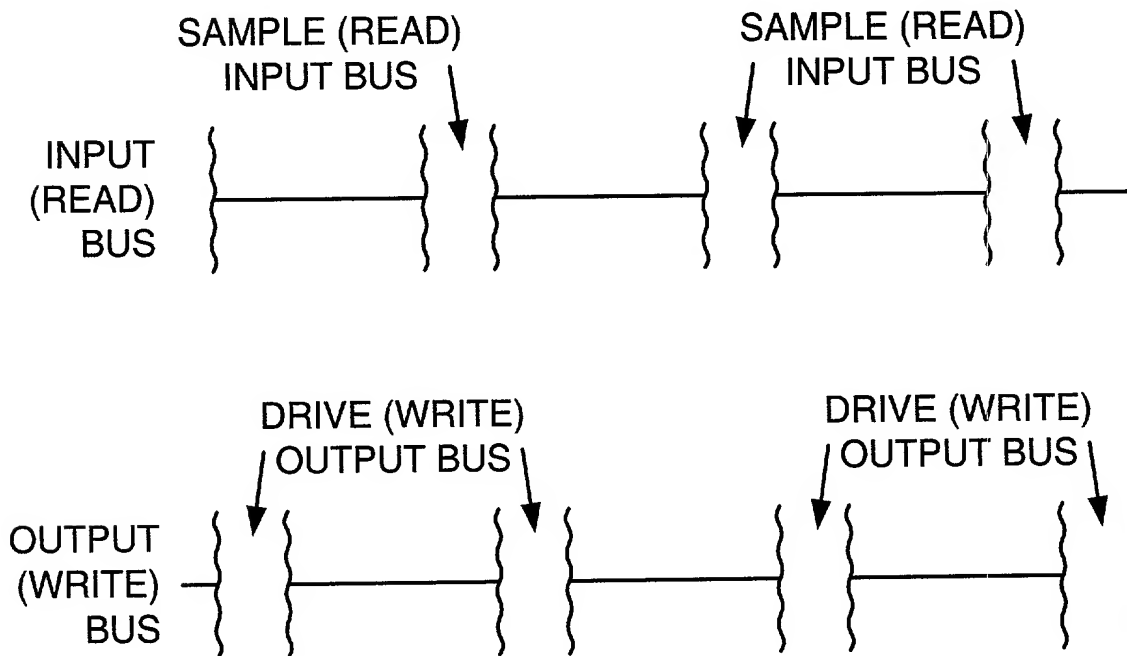 SAMPLE (READ)
INPUT BUS
SAMPLE (READ)
INPUT BUS
INPUT
(READ)
BUS
DRIVE (WRITE)
OUTPUT BUS
DRIVE (WRITE)
OUTPUT BUS
OUTPUT
(WRITE)
BUS